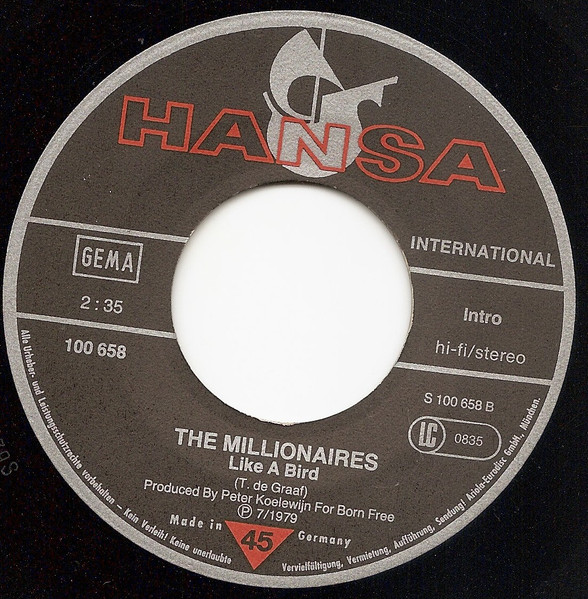 HANSA
INTERNATIONAL
GEMA
2 : 35
100 658
Intro
hi-fi/stereo
S 100 658 B
LC 0835
THE MILLIONAIRES
Like A Bird
(T. de Graaf)
Produced By Peter Koelewijn For Born Free
Ⓟ 7/1979
Made in 45 Germany
Alle Urheber- und Leistungsschutzrechte vorbehalten – Kein Verleih! Keine unerlaubte Vervielfältigung, Vermietung, Aufführung, Sendung! Ariola-Eurodisc GmbH, München.